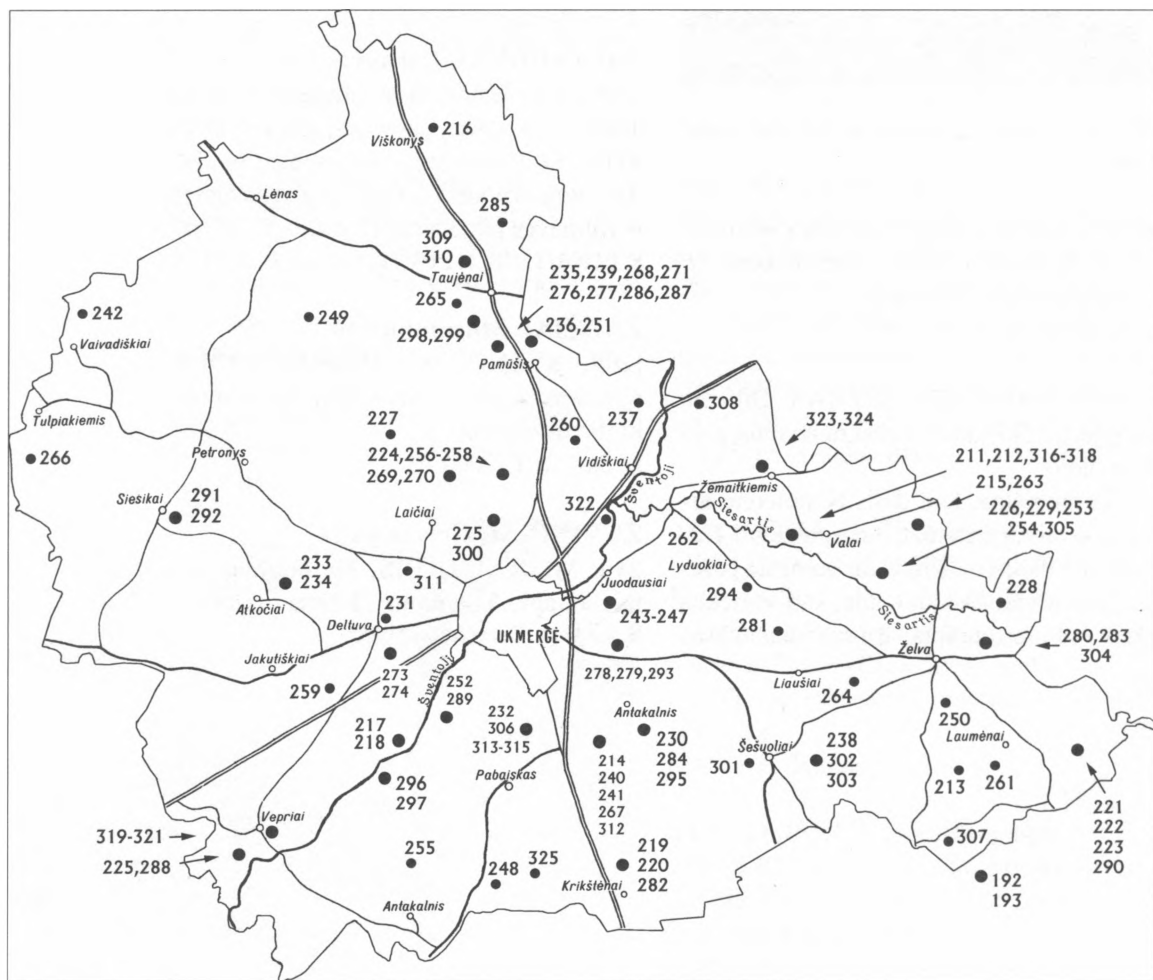 216
Viškonys
Lėnas
285
309
310
Taujėnai
235,239,268,271
276,277,286,287
265
242
249
298,299
236,251
Vaivadiškiai
Pamūšis
237
308
Tulpiakiemis
227
260
323,324
224,256-258
Petronys
266
269,270
Vidiškiai
Šventoji
211,212,316-318
215,263
Žemaitkiemis
226,229,253
254,305
Siesikai
291
292
Laičiai
322
Siesartis
275
300
262
Valai
233
234
311
Lyduokiai
Juodausiai
294
228
Atkočiai
231
Deltuva
243-247
281
Siesartis
UKMERGĖ
280,283
304
Jakutiškiai
Želva
273
274
Šventoji
252
289
278,279,293
Liaušiai
264
259
232
306
313-315
Antakalnis
250
217
218
230
284
295
Laumėnai
214
240
241
267
312
Šešuoliai
238
302
303
301
213
261
296
297
Pabaiskas
221
222
223
290
Vepriai
319-321
307
225,288
255
248
325
219
220
282
Krikštėnai
192
193
Antakalnis